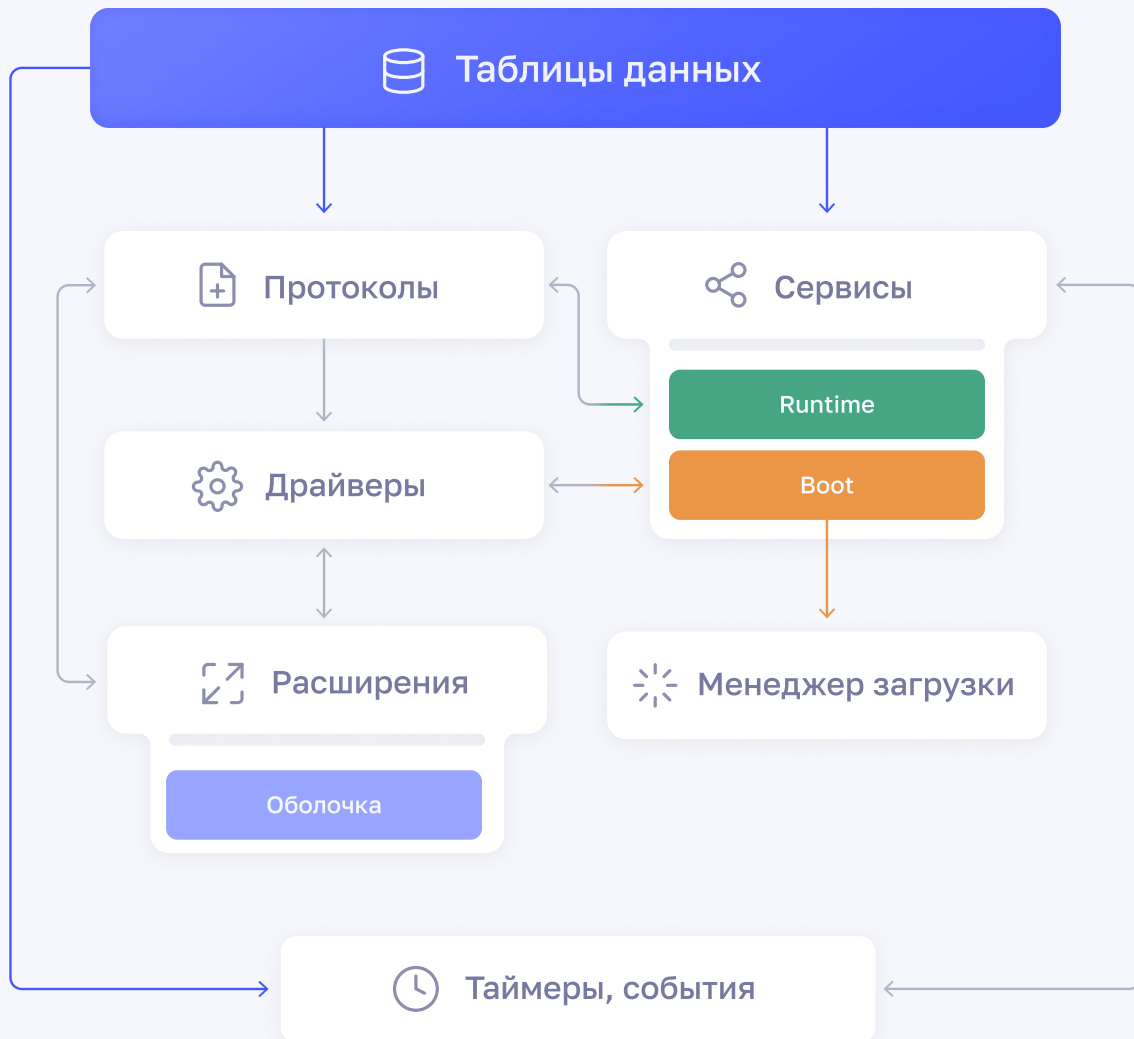 Таблицы данных
Протоколы
Сервисы
Runtime
Драйверы
Boot
Расширения
Менеджер загрузки
Оболочка
Таймеры, события